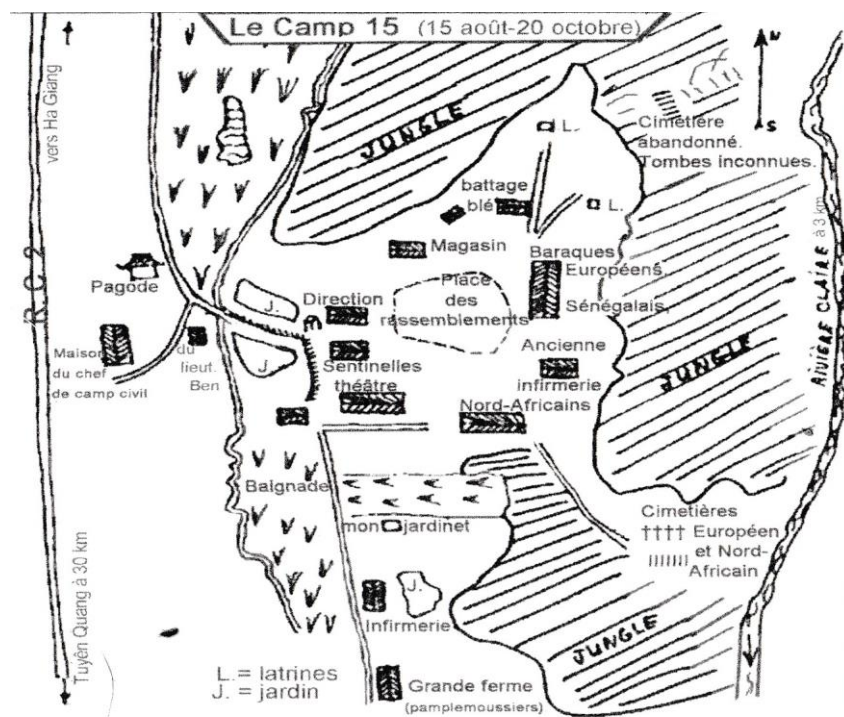 Le Camp 15 (15 août-20 octobre)
vers Ha Giang
R C 2
Tuyên Quang à 30 km
N
S
JUNGLE
L.
Cimetière
abandonné.
Tombes inconnues.
battage
blé
L.
Magasin
Baraques
Européens.
Sénégalais,
RIVIÈRE CLAIRE à 3 km
Pagode
J.
Direction
Place
des
rassemblements
Maison
du chef
de camp civil
du
lieut.
Ben
J.
Sentinelles
théâtre
Ancienne
infirmerie
JUNGLE
Nord-Africains
Baignade
mon jardinet
Cimetières
†††† Européen
et Nord-
Africain
J.
Infirmerie
JUNGLE
L.= latrines
J. = jardin
Grande ferme
(pamplemoussiers)
S